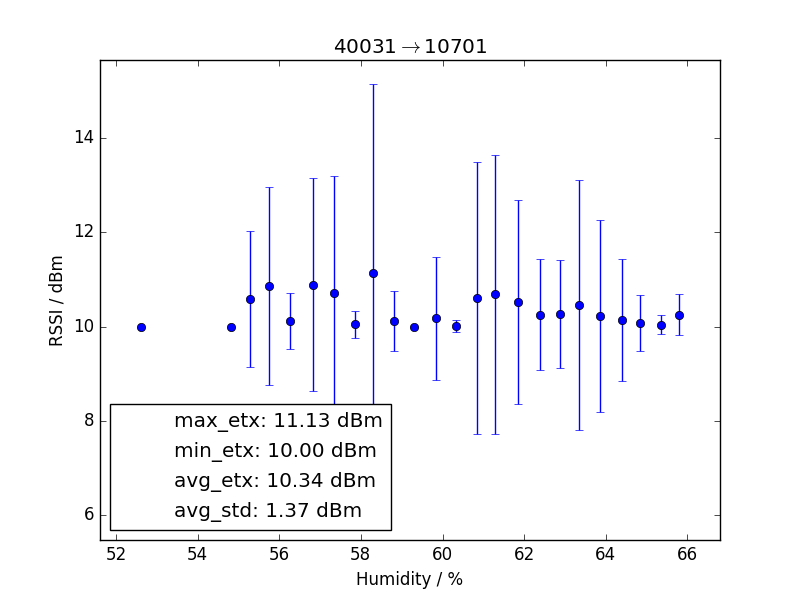 40031→10701
14
12
10
8
6
RSSI / dBm
max_etx: 11.13 dBm
min_etx: 10.00 dBm
avg_etx: 10.34 dBm
avg_std: 1.37 dBm
52 54 56 58 60 62 64 66
Humidity / %